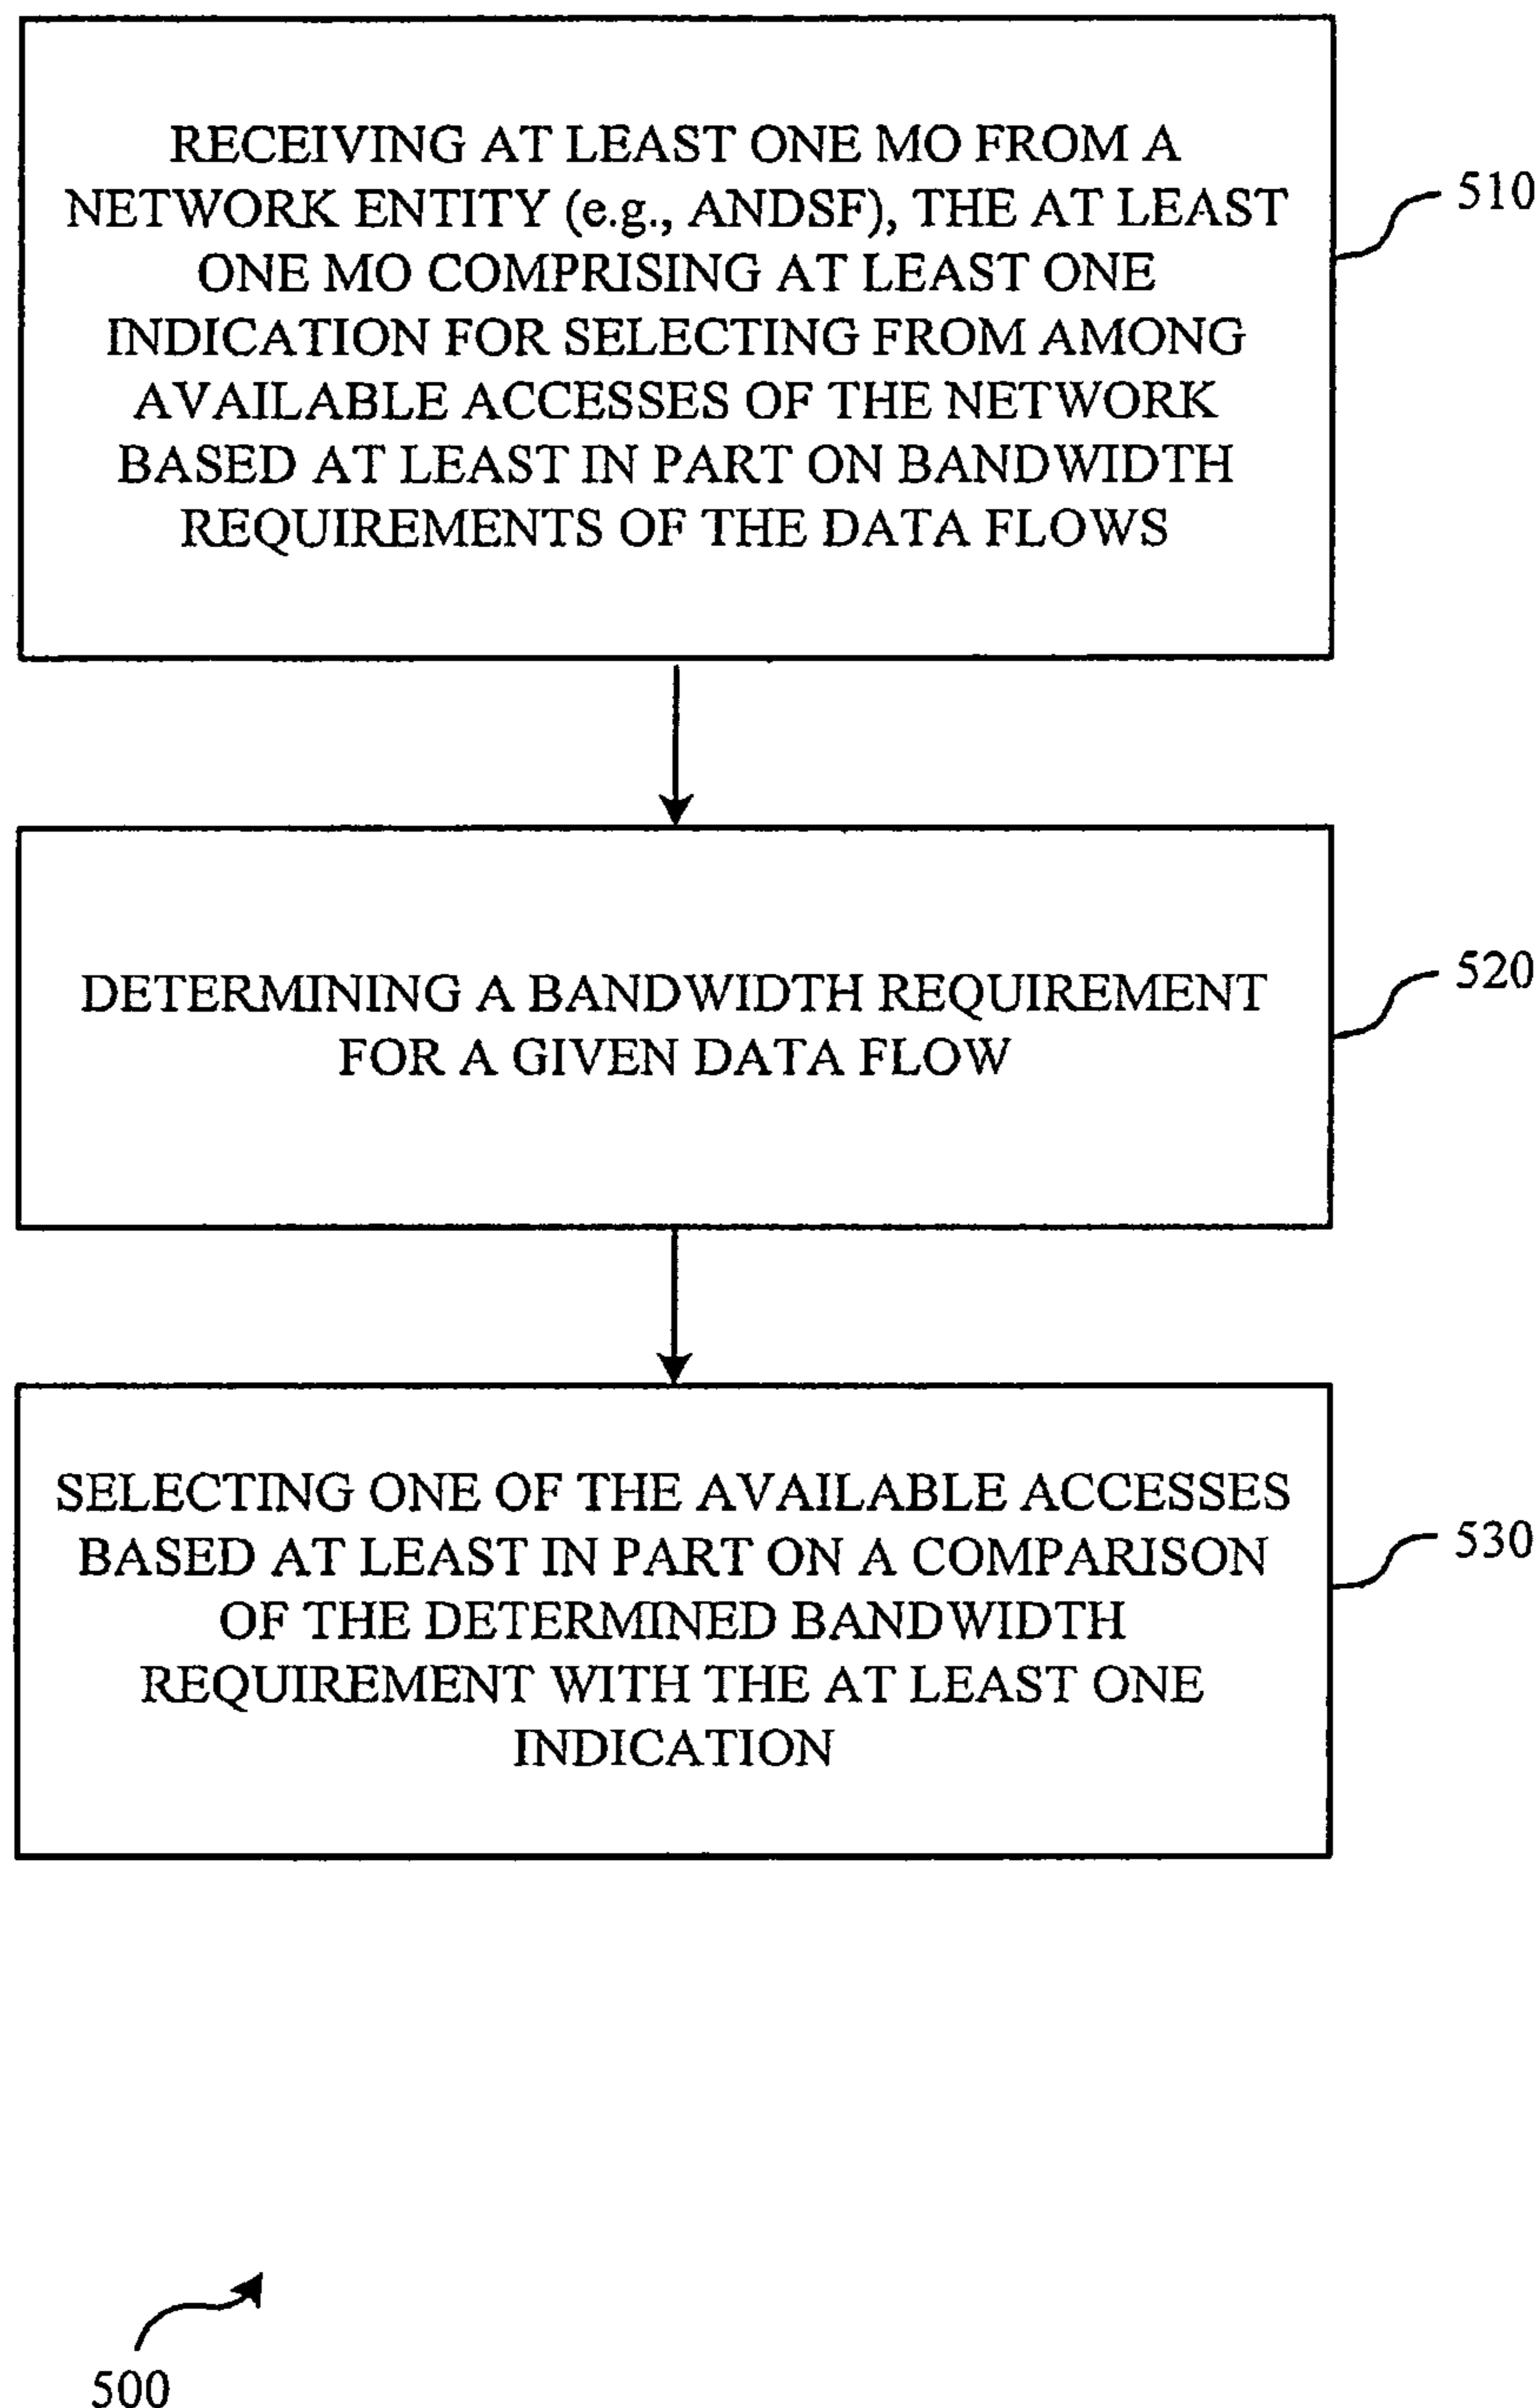 RECEIVING AT LEAST ONE MO FROM A
NETWORK ENTITY (e.g., ANDSF), THE AT LEAST
ONE MO COMPRISING AT LEAST ONE
INDICATION FOR SELECTING FROM AMONG
AVAILABLE ACCESSES OF THE NETWORK
BASED AT LEAST IN PART ON BANDWIDTH
REQUIREMENTS OF THE DATA FLOWS
510
DETERMINING A BANDWIDTH REQUIREMENT
FOR A GIVEN DATA FLOW
520
SELECTING ONE OF THE AVAILABLE ACCESSES
BASED AT LEAST IN PART ON A COMPARISON
OF THE DETERMINED BANDWIDTH
REQUIREMENT WITH THE AT LEAST ONE
INDICATION
530
500